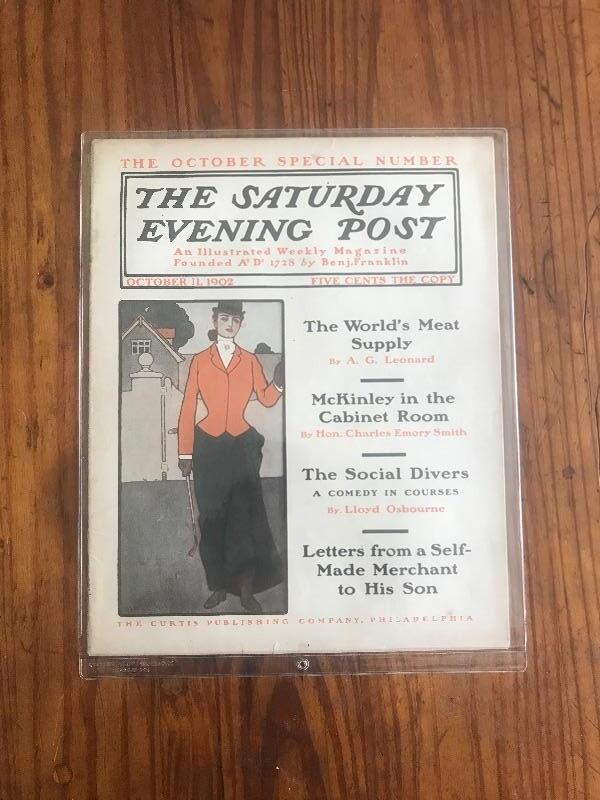 THE OCTOBER SPECIAL NUMBER
THE SATURDAY
EVENING POST
An Illustrated Weekly Magazine
Founded Aº Dⁱ 1728 by Benj. Franklin
OCTOBER 11, 1902 FIVE CENTS THE COPY
The World's Meat
Supply
By A. G. Leonard
McKinley in the
Cabinet Room
By Hon. Charles Emory Smith
The Social Divers
A COMEDY IN COURSES
By Lloyd Osbourne
Letters from a Self-
Made Merchant
to His Son
THE CURTIS PUBLISHING COMPANY, PHILADELPHIA